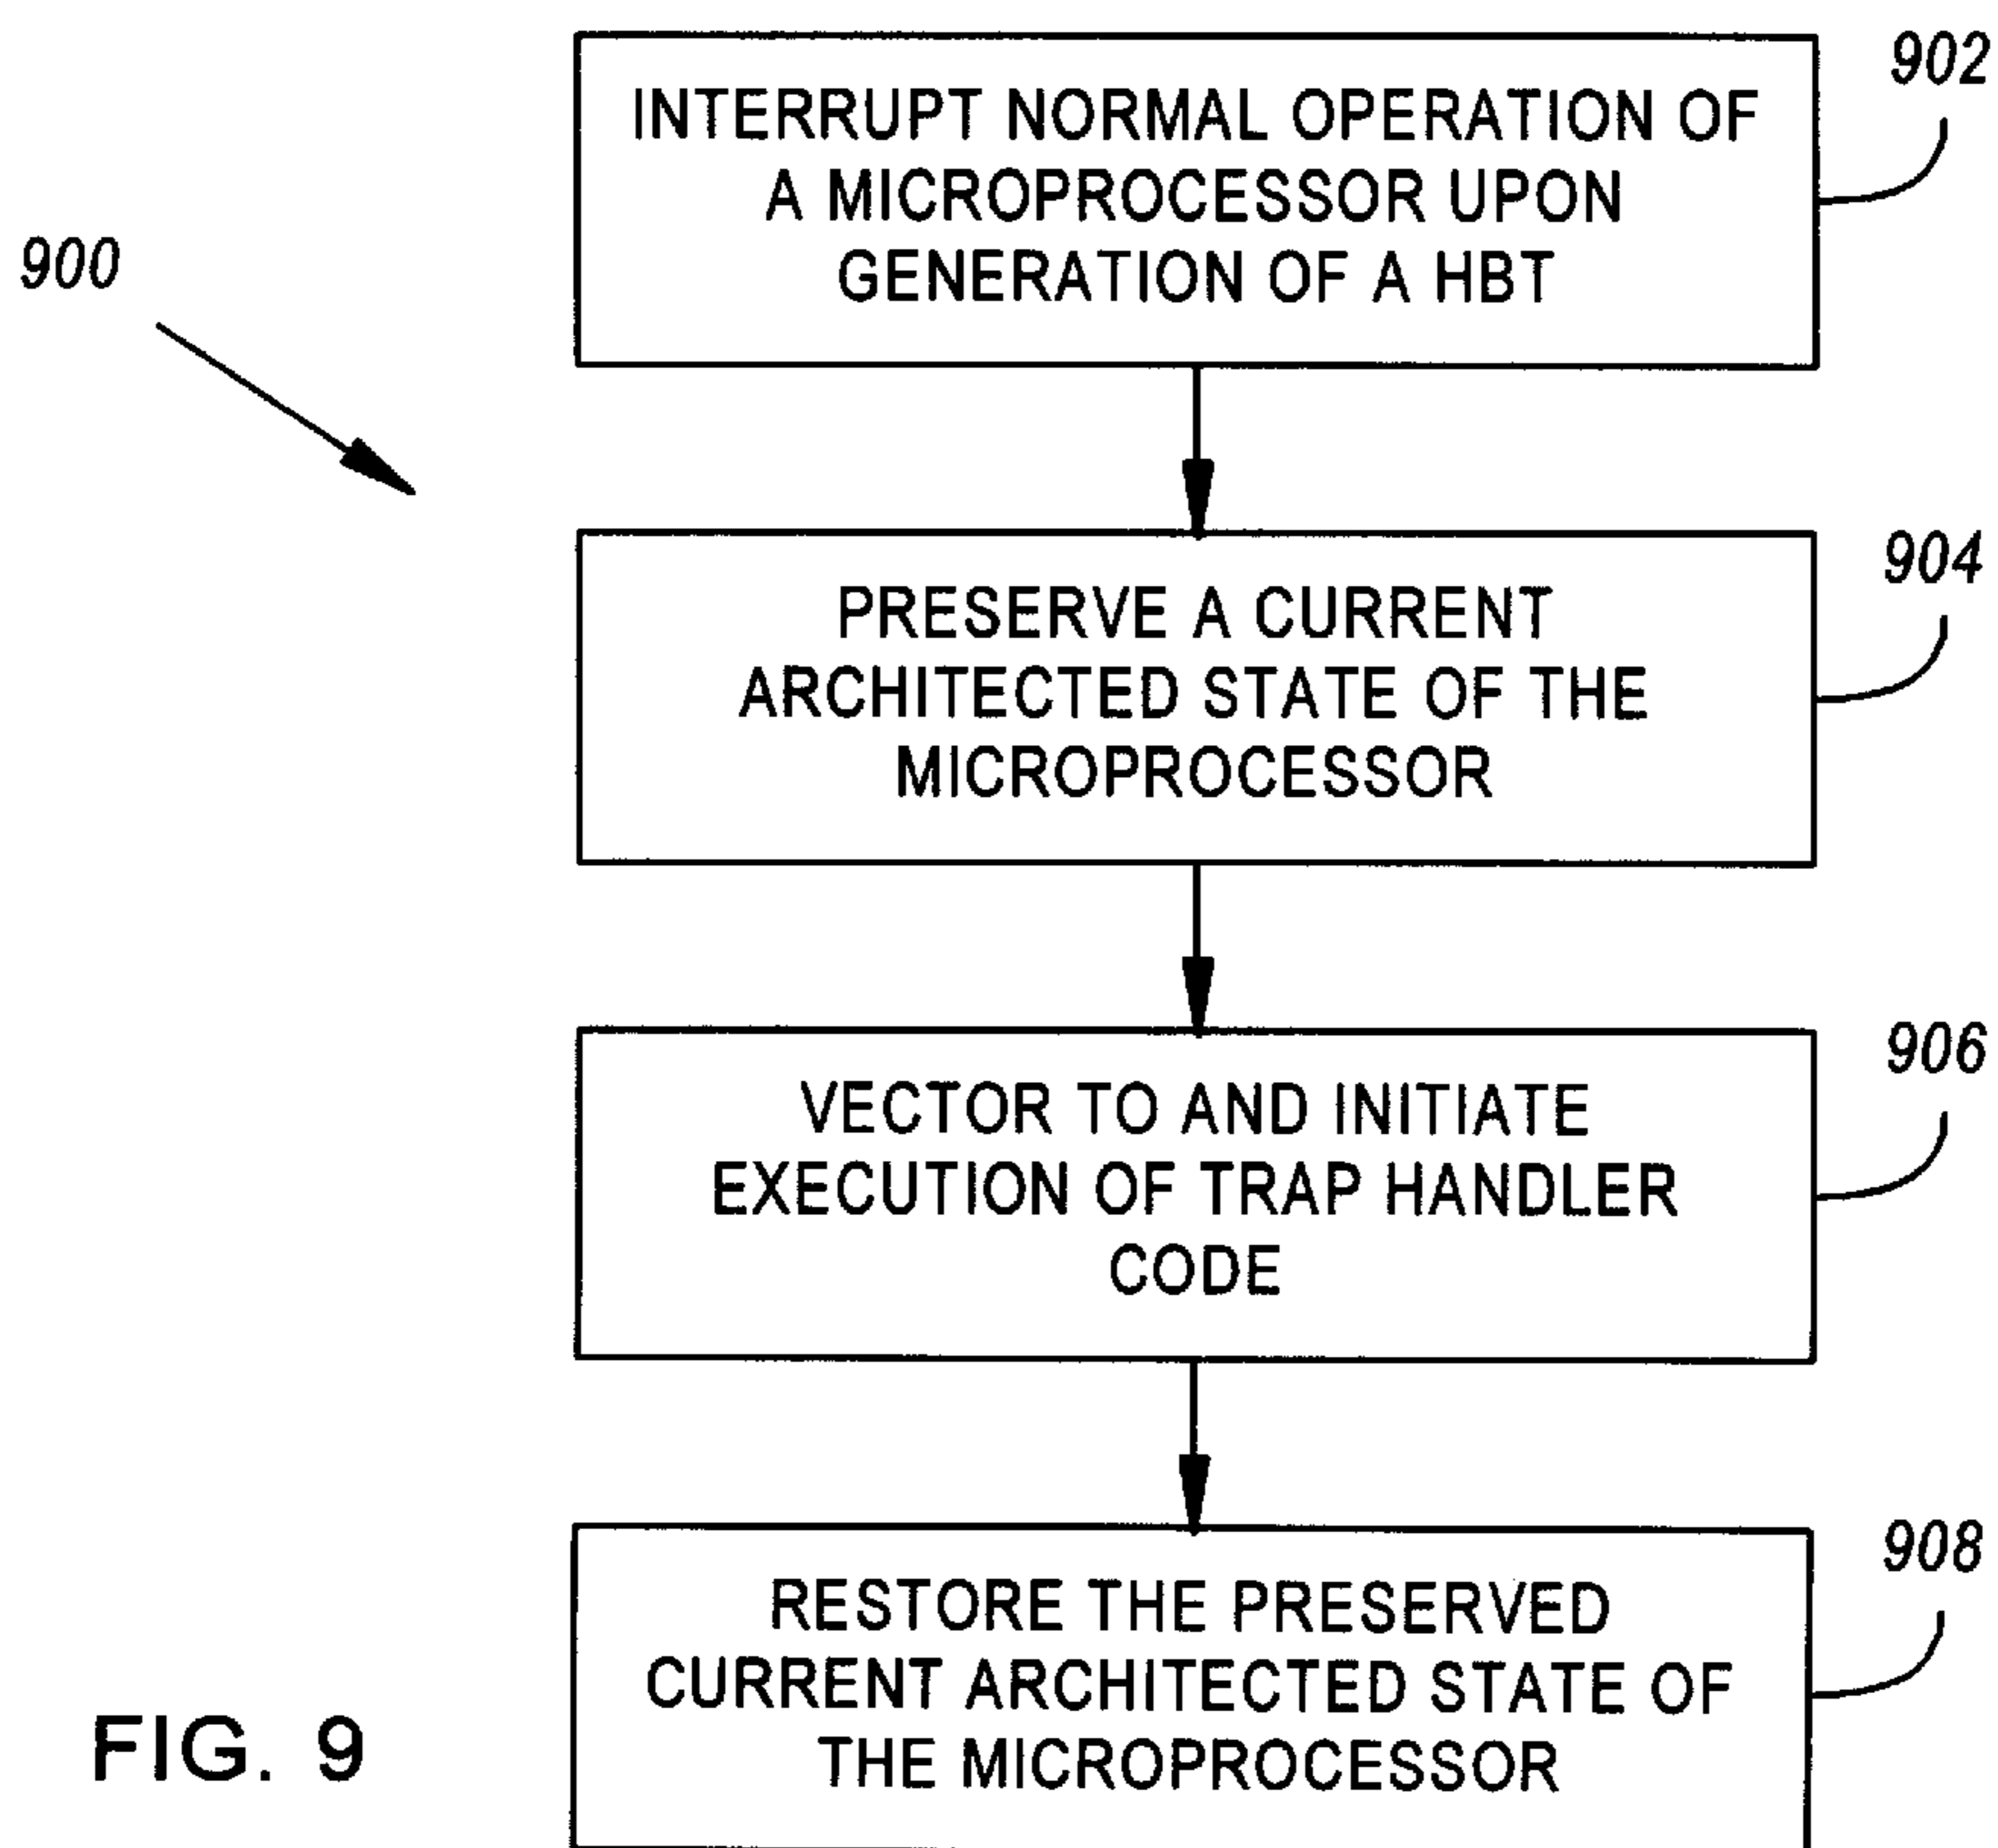 902
INTERRUPT NORMAL OPERATION OF
A MICROPROCESSOR UPON
GENERATION OF A HBT
900
904
PRESERVE A CURRENT
ARCHITECTED STATE OF THE
MICROPROCESSOR
906
VECTOR TO AND INITIATE
EXECUTION OF TRAP HANDLER
CODE
908
RESTORE THE PRESERVED
CURRENT ARCHITECTED STATE OF
THE MICROPROCESSOR
FIG. 9